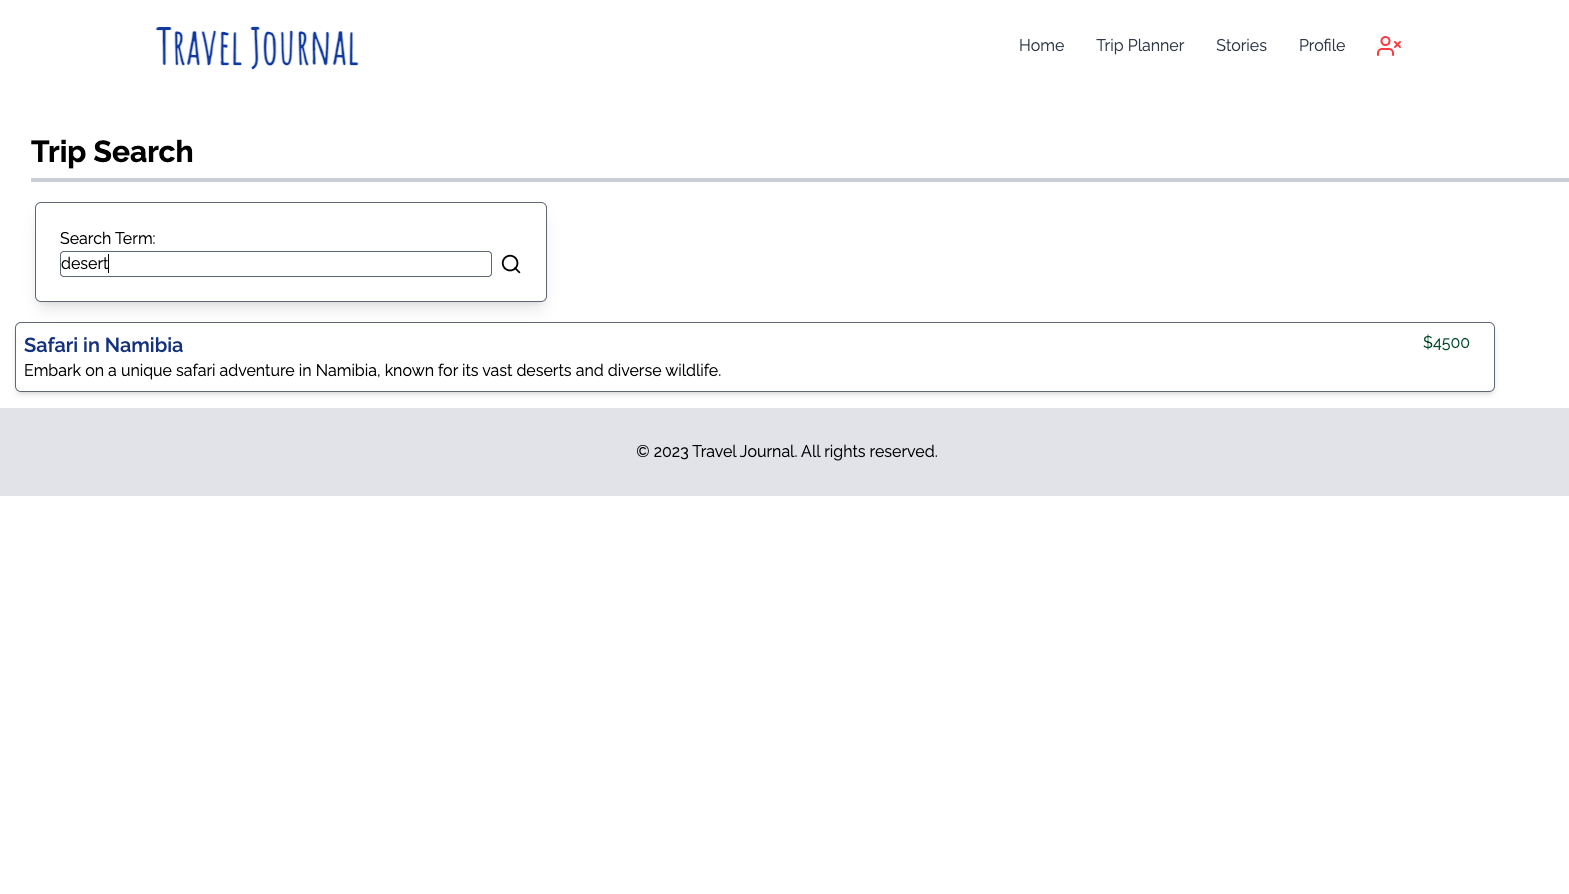 Travel Journal
Home Trip Planner Stories Profile
Trip Search
Search Term:
desert
Safari in Namibia $4500
Embark on a unique safari adventure in Namibia, known for its vast deserts and diverse wildlife.
© 2023 Travel Journal. All rights reserved.